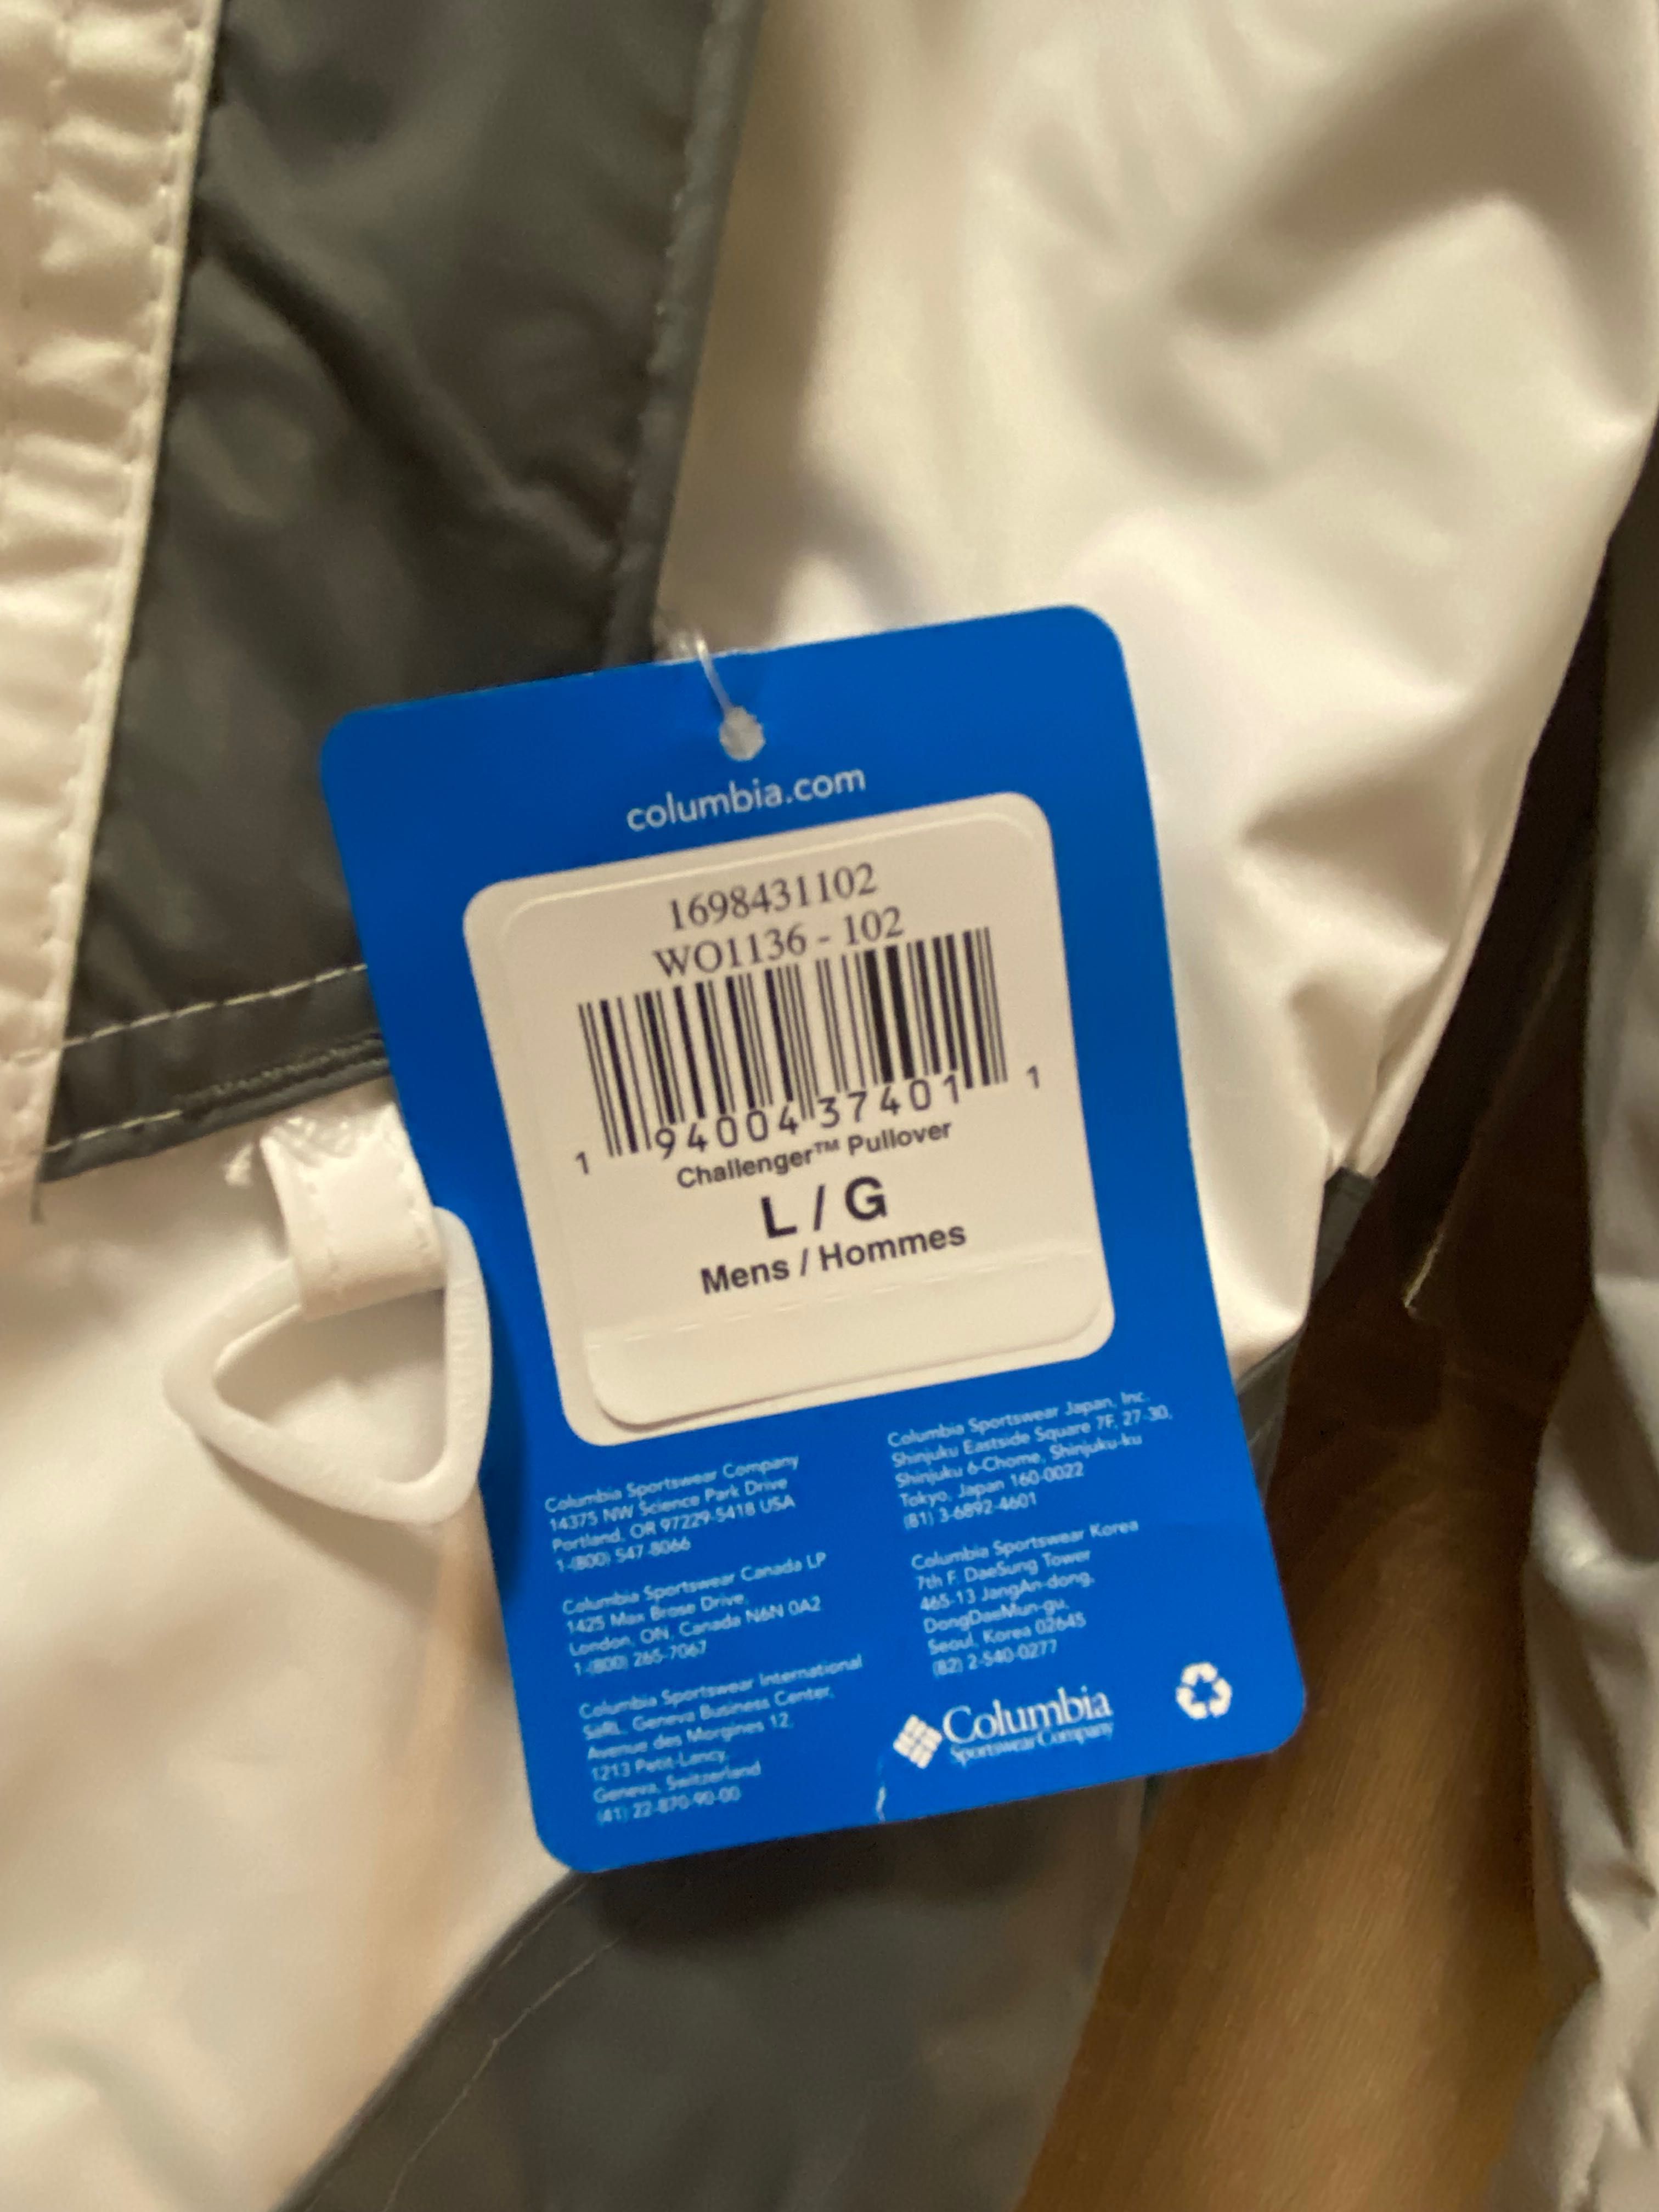 columbia.com
1698431102
WO1136 - 102
1 94004 37401 1
Challenger™ Pullover
L / G
Mens / Hommes
Columbia Sportswear Company
14375 NW Science Park Drive
Portland, OR 97229-5418 USA
1-(800) 547-8066
Columbia Sportswear Canada LP
1425 Max Brose Drive,
London, ON, Canada N6N 0A2
1-(800) 265-7067
Columbia Sportswear International
SàRL, Geneva Business Center,
Avenue des Morgines 12,
1213 Petit-Lancy,
Geneva, Switzerland
(41) 22-870-90-00
Columbia Sportswear Japan, Inc.
Shinjuku Eastside Square 7F, 27-30,
Shinjuku 6-Chome, Shinjuku-ku
Tokyo, Japan 160-0022
(81) 3-6892-4601
Columbia Sportswear Korea
7th F. DaeSung Tower
465-13 JangAn-dong,
DongDaeMun-gu,
Seoul, Korea 02645
(82) 2-540-0277
Columbia
Sportswear Company